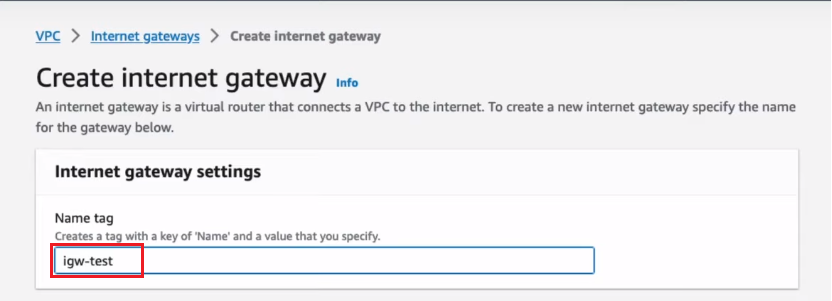 VPC > Internet gateways > Create internet gateway
Create internet gateway Info
An internet gateway is a virtual router that connects a VPC to the internet. To create a new internet gateway specify the name
for the gateway below.
Internet gateway settings
Name tag
Creates a tag with a key of 'Name' and a value that you specify.
igw-test